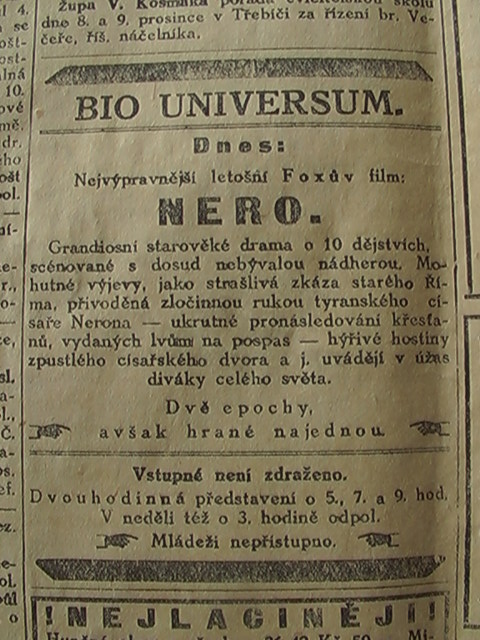 Župa V. Kosmáka pořádá cvičitelskou školu
dne 8. a 9. prosince v Třebíči za řízení br. Ve-
čeře, říš. náčelníka.
BIO UNIVERSUM.
Dnes:
Nejvýpravnější letošní Foxův film:
NERO.
Grandiosní starověké drama o 10 dějstvích,
scénované s dosud nebývalou nádherou. Mo-
hutné výjevy, jako strašlivá zkáza starého Ří-
ma, přivoděná zločinnou rukou tyranského cí-
saře Nerona — ukrutné pronásledování křesťa-
nů, vydaných lvům na pospas — hýřivé hostiny
zpustlého císařského dvora a j. uvádějí v úžas
diváky celého světa.
Dvě epochy,
avšak hrané najednou.
Vstupné není zdraženo.
Dvouhodinná představení o 5., 7. a 9. hod.
V neděli též o 3. hodině odpol.
Mládeži nepřístupno.
!NEJLACINĚJI!